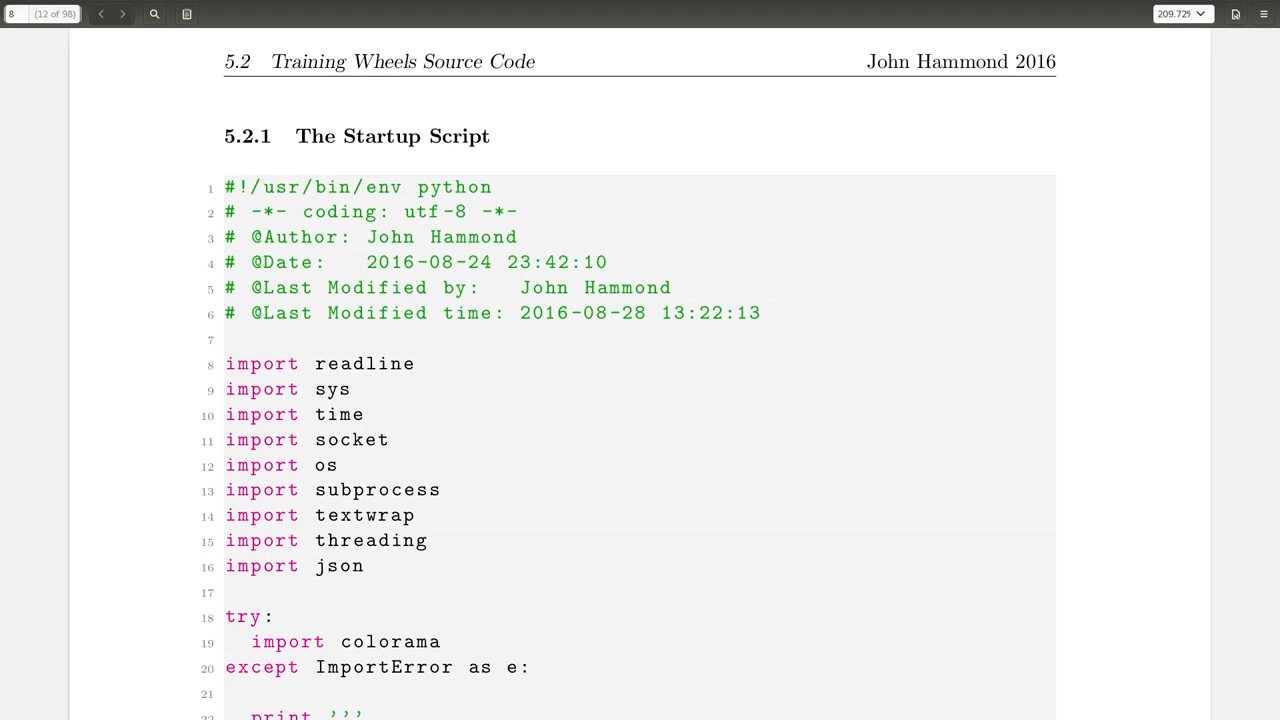 8 (12 of 98) 209.72%
5.2 Training Wheels Source Code John Hammond 2016
5.2.1 The Startup Script
1 #!/usr/bin/env python
2 # -*- coding: utf-8 -*-
3 # @Author: John Hammond
4 # @Date:   2016-08-24 23:42:10
5 # @Last Modified by:   John Hammond
6 # @Last Modified time: 2016-08-28 13:22:13
7
8 import readline
9 import sys
10 import time
11 import socket
12 import os
13 import subprocess
14 import textwrap
15 import threading
16 import json
17
18 try:
19   import colorama
20 except ImportError as e:
21
22   print '''